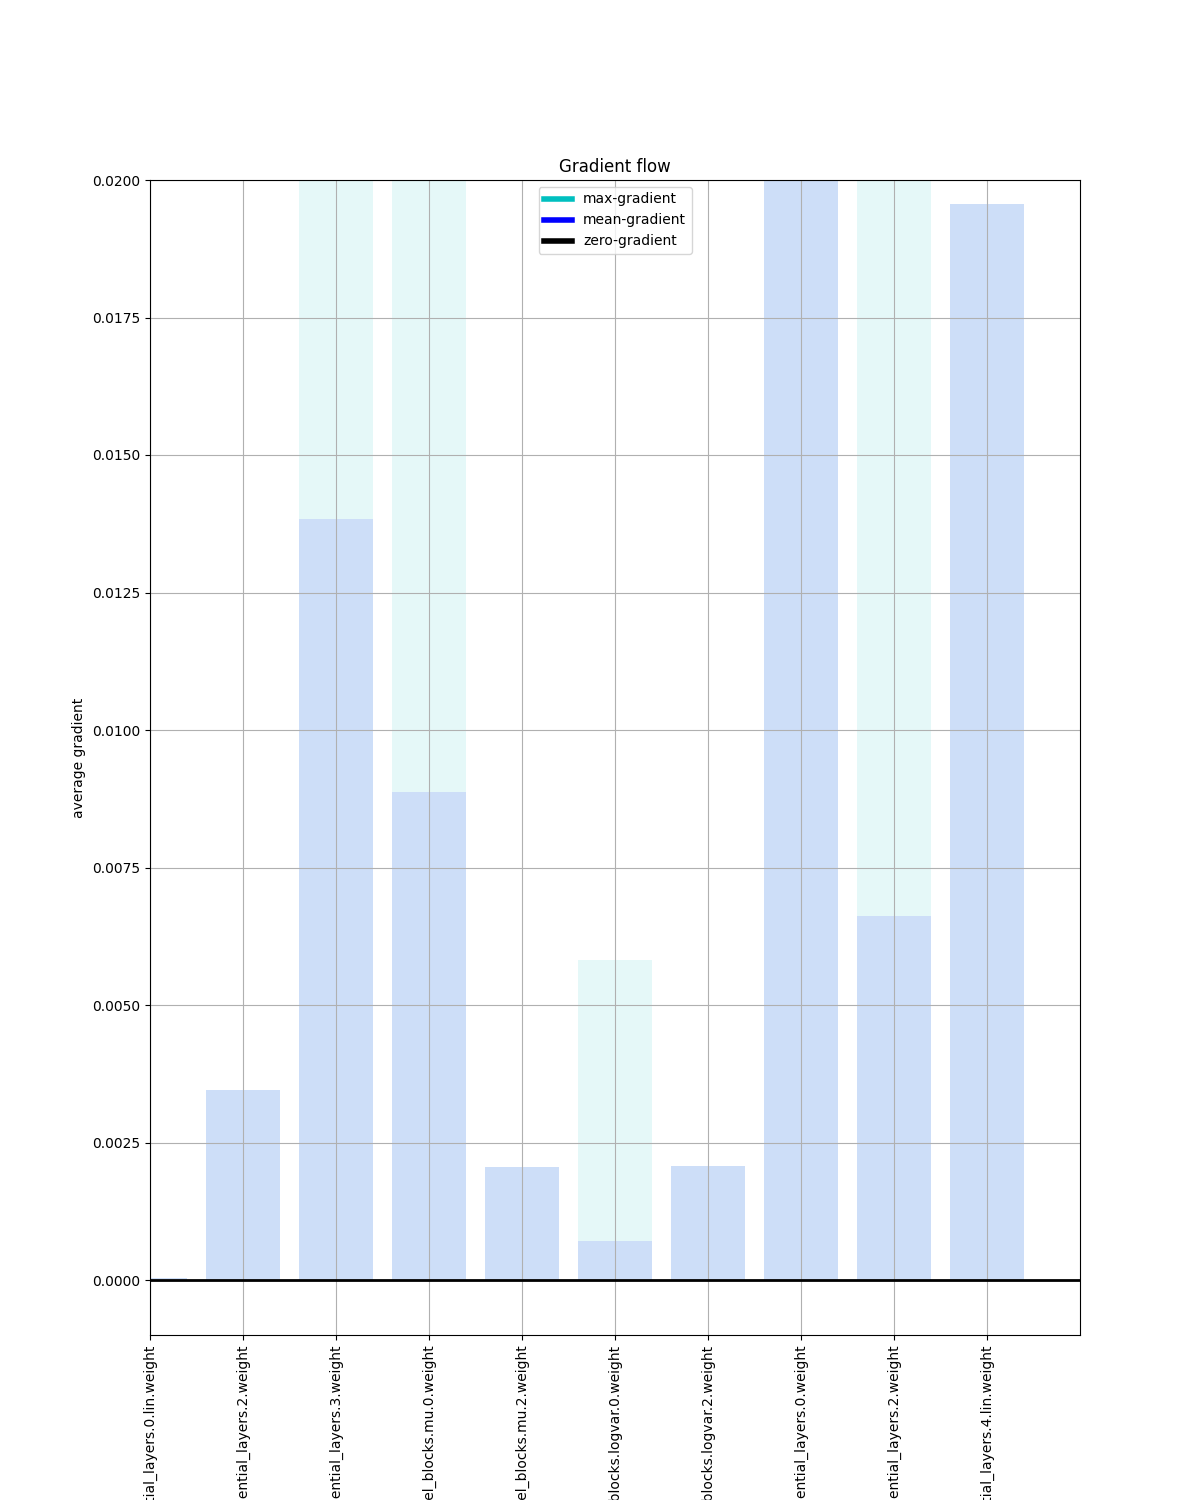 Gradient flow
max-gradient
mean-gradient
zero-gradient
0.0200
0.0175
0.0150
0.0125
0.0100
0.0075
0.0050
0.0025
0.0000
average gradient
tial_layers.0.lin.weight
ential_layers.2.weight
ential_layers.3.weight
el_blocks.mu.0.weight
el_blocks.mu.2.weight
blocks.logvar.0.weight
blocks.logvar.2.weight
ential_layers.0.weight
ential_layers.2.weight
tial_layers.4.lin.weight